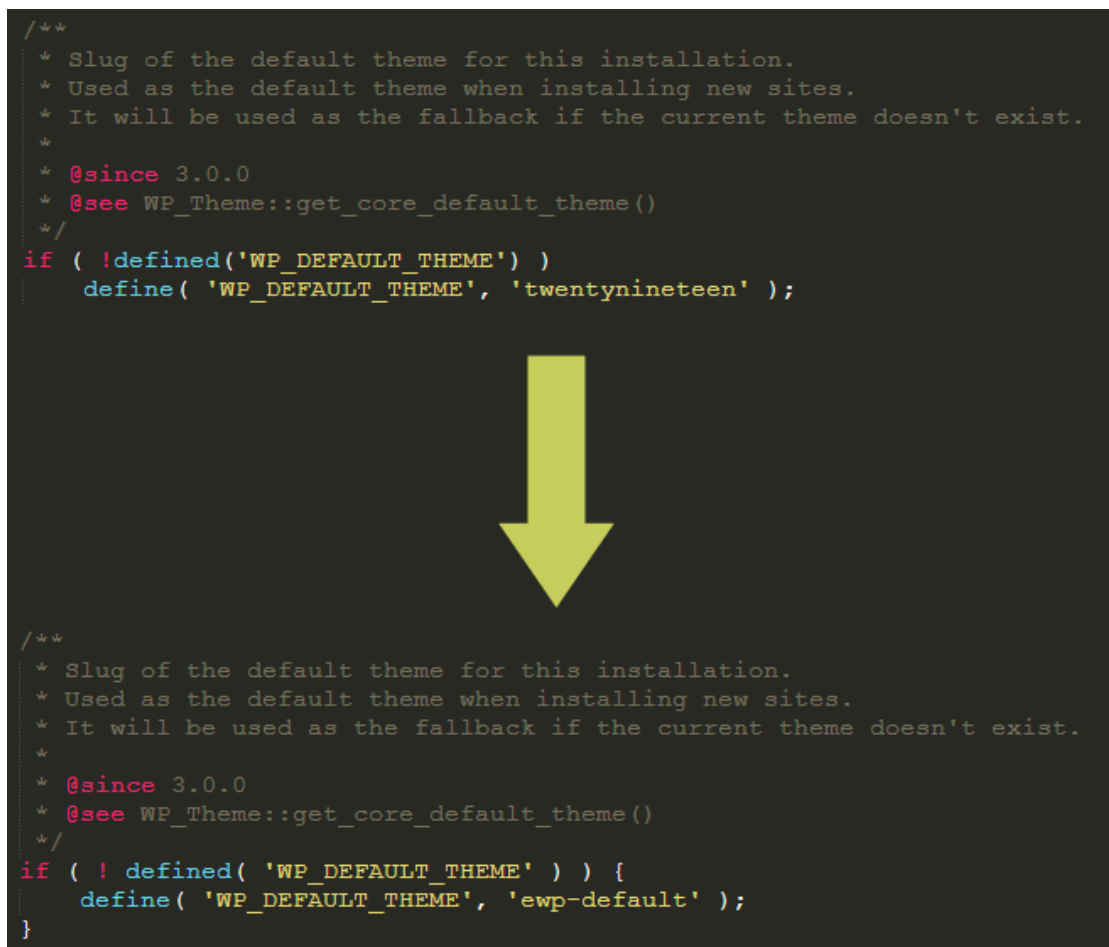 /**
 * Slug of the default theme for this installation.
 * Used as the default theme when installing new sites.
 * It will be used as the fallback if the current theme doesn't exist.
 *
 * @since 3.0.0
 * @see WP_Theme::get_core_default_theme()
 */
if ( !defined('WP_DEFAULT_THEME') )
    define( 'WP_DEFAULT_THEME', 'twentynineteen' );
/**
 * Slug of the default theme for this installation.
 * Used as the default theme when installing new sites.
 * It will be used as the fallback if the current theme doesn't exist.
 *
 * @since 3.0.0
 * @see WP_Theme::get_core_default_theme()
 */
if ( ! defined( 'WP_DEFAULT_THEME' ) ) {
    define( 'WP_DEFAULT_THEME', 'ewp-default' );
}